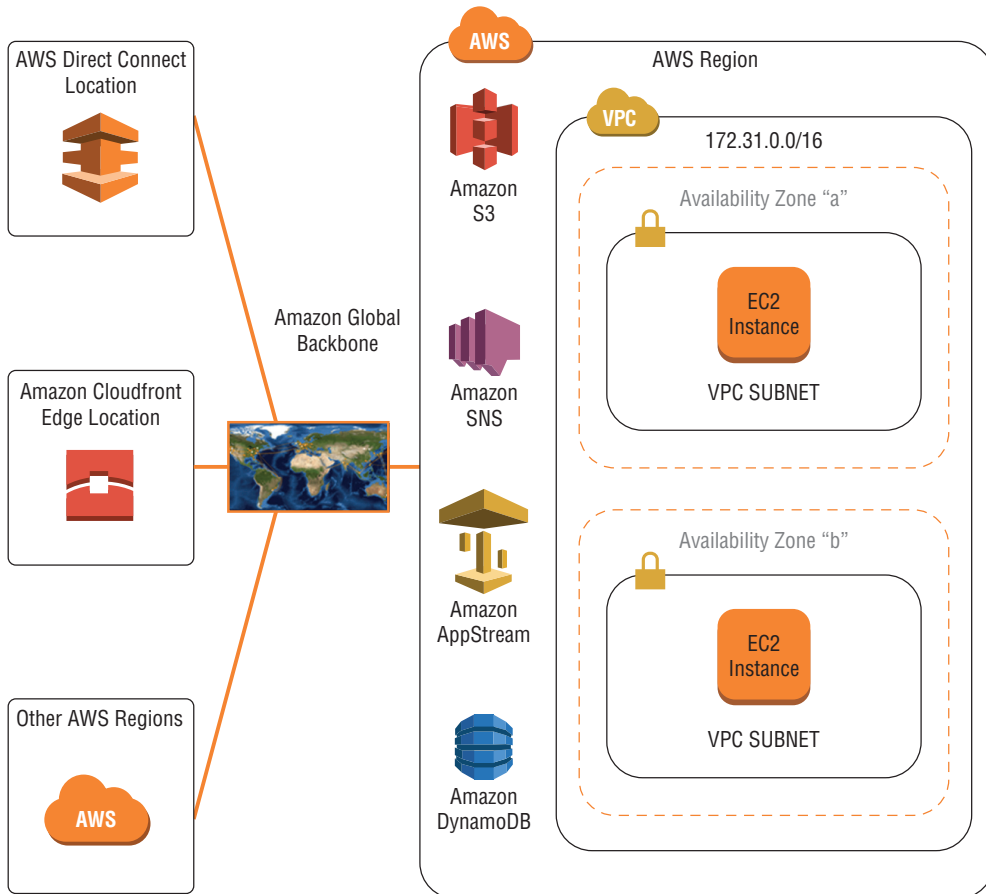 AWS Direct Connect
Location
Amazon Cloudfront
Edge Location
Other AWS Regions
AWS
Amazon Global
Backbone
AWS
AWS Region
Amazon
S3
Amazon
SNS
Amazon
AppStream
Amazon
DynamoDB
VPC
172.31.0.0/16
Availability Zone “a”
EC2
Instance
VPC SUBNET
Availability Zone “b”
EC2
Instance
VPC SUBNET